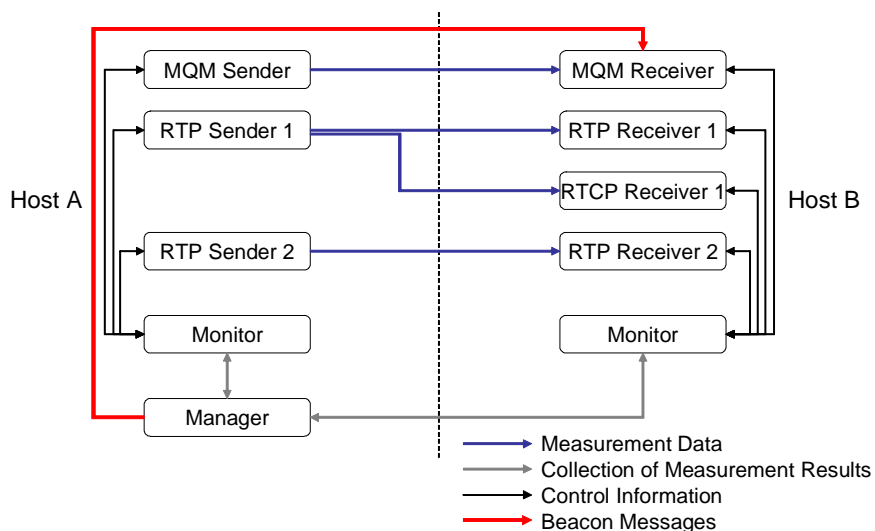 MQM Sender
MQM Receiver
RTP Sender 1
RTP Receiver 1
Host A
RTCP Receiver 1
Host B
RTP Sender 2
RTP Receiver 2
Monitor
Monitor
Manager
Measurement Data
Collection of Measurement Results
Control Information
Beacon Messages